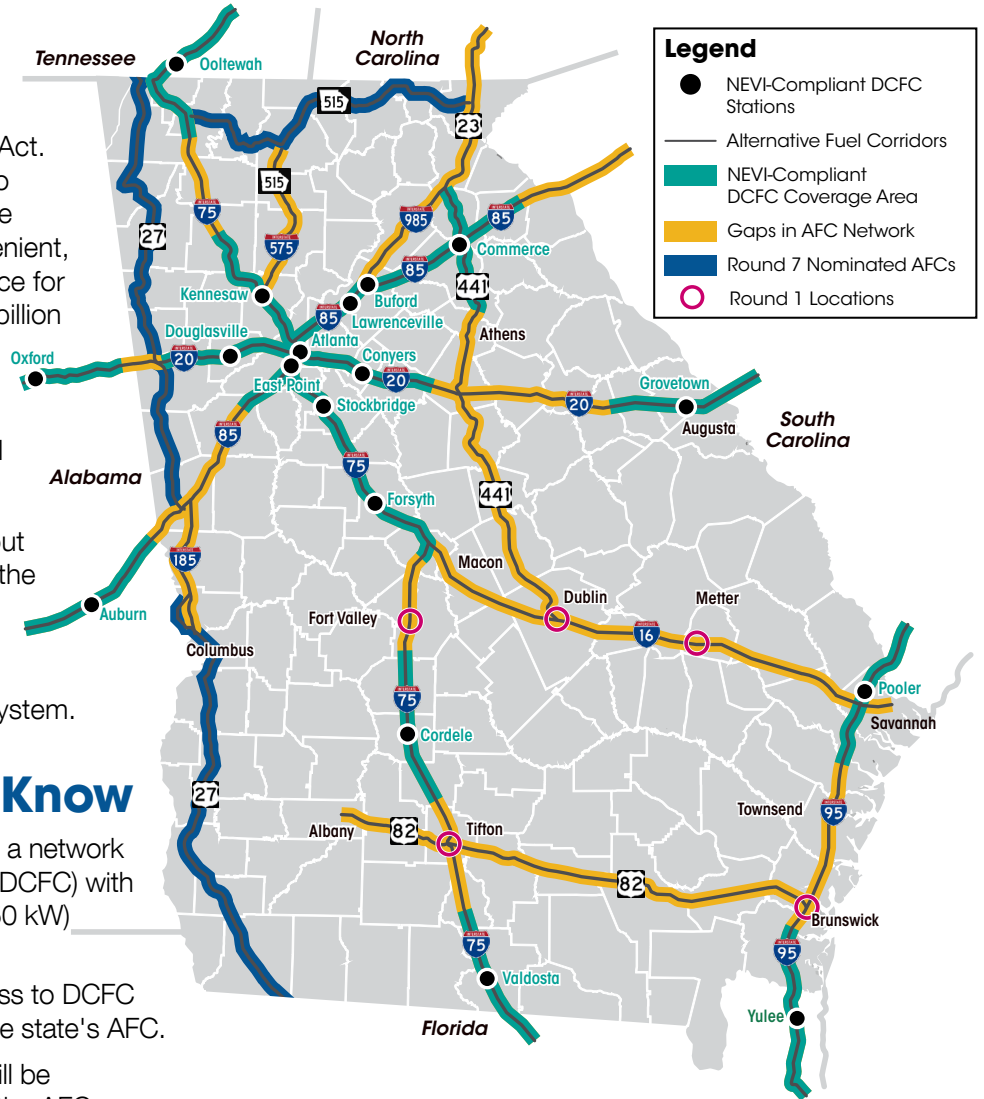 Act.
o
e
enient,
ce for
billion
d
out
the
ystem.
Know
a network
DCFC) with
50 kW)
ss to DCFC
e state's AFC.
ill be
Tennessee
North
Carolina
Ooltewah
515
23
515
75
985
85
27
575
Commerce
85
Kennesaw
Buford
441
85
Lawrenceville
Douglasville
Atlanta
Athens
Oxford
20
Conyers
East Point
20
Grovetown
Stockbridge
20
Augusta
South
Carolina
85
75
Alabama
441
Forsyth
185
Macon
Auburn
Dublin
Metter
Fort Valley
16
Columbus
75
Pooler
Savannah
Cordele
27
Townsend
95
Albany
82
Tifton
82
Brunswick
75
95
Valdosta
Yulee
Florida
Legend
NEVI-Compliant DCFC
Stations
Alternative Fuel Corridors
NEVI-Compliant
DCFC Coverage Area
Gaps in AFC Network
Round 7 Nominated AFCs
Round 1 Locations